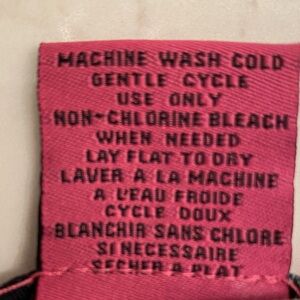 MACHINE WASH COLD
GENTLE CYCLE
USE ONLY
NON-CHLORINE BLEACH
WHEN NEEDED
LAY FLAT TO DRY
LAVER A LA MACHINE
A L'EAU FROIDE
CYCLE DOUX
BLANCHIR SANS CHLORE
SI NECESSAIRE
SECHER A PLAT